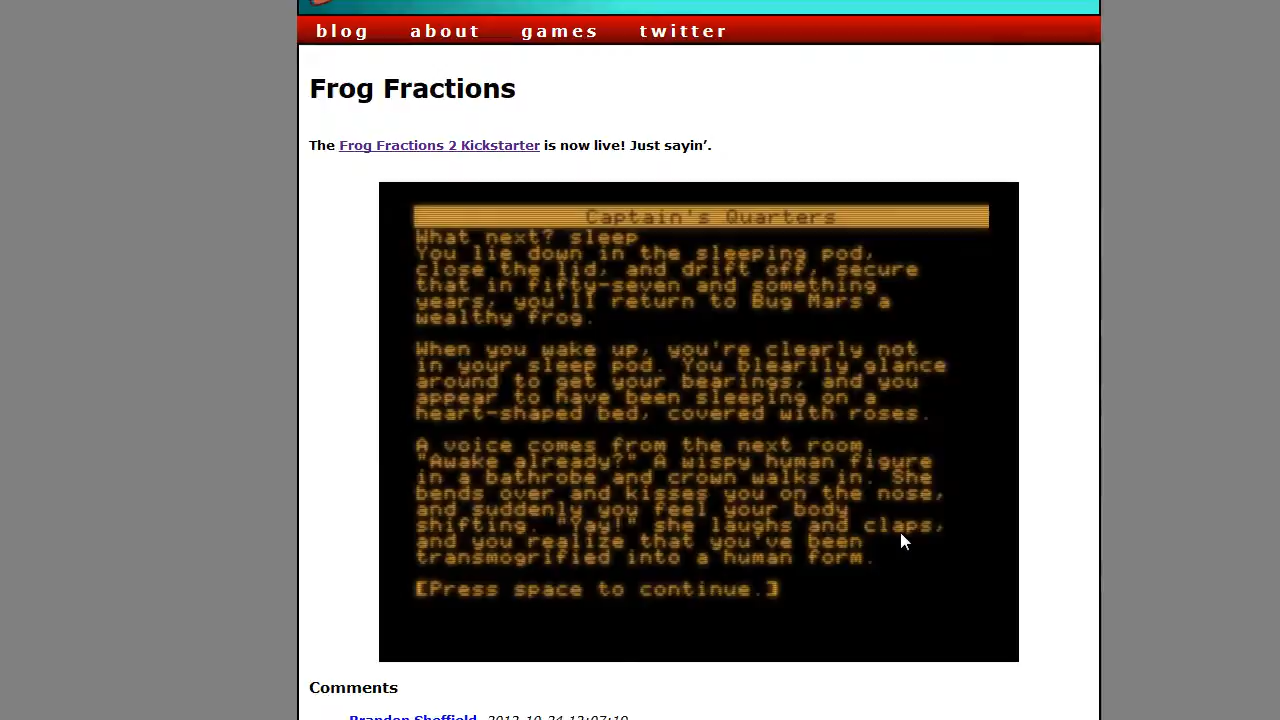 blog about games twitter
Frog Fractions
The Frog Fractions 2 Kickstarter is now live! Just sayin’.
Captain's Quarters
What next? sleep
You lie down in the sleeping pod,
close the lid, and drift off, secure
that in fifty-seven and something
years, you'll return to Bug Mars a
wealthy frog.
When you wake up, you're clearly not
in your sleep pod. You blearily glance
around to get your bearings, and you
appear to have been sleeping on a
heart-shaped bed, covered with roses.
A voice comes from the next room.
"Awake already?" A wispy human figure
in a bathrobe and crown walks in. She
bends over and kisses you on the nose,
and suddenly you feel your body
shifting. "Yay!" she laughs and claps,
and you realize that you've been
transmogrified into a human form.
[Press space to continue.]
Comments
Brandon Sheffield, 2012-10-24 12:07:19